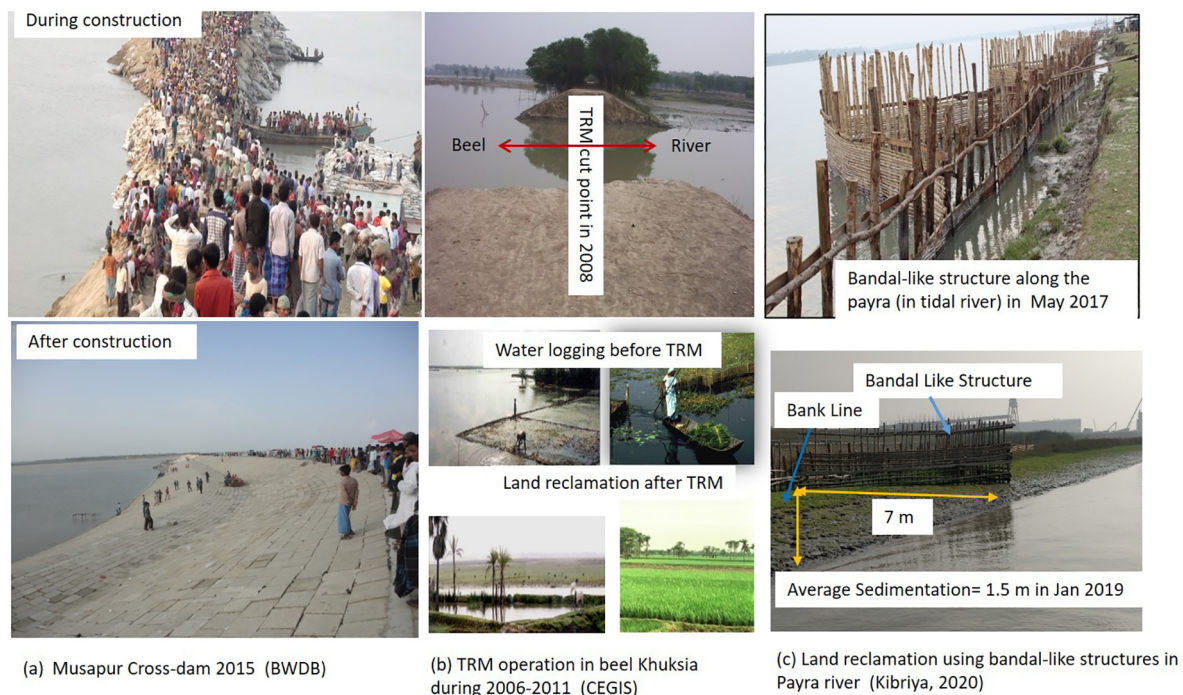 During construction
After construction
(a) Musapur Cross-dam 2015 (BWDB)
Beel
River
TRM cut point in 2008
Water logging before TRM
Land reclamation after TRM
(b) TRM operation in beel Khuksia
during 2006-2011 (CEGIS)
Bandal-like structure along the
payra (in tidal river) in May 2017
Bandal Like Structure
Bank Line
7 m
Average Sedimentation= 1.5 m in Jan 2019
(c) Land reclamation using bandal-like structures in
Payra river (Kibriya, 2020)